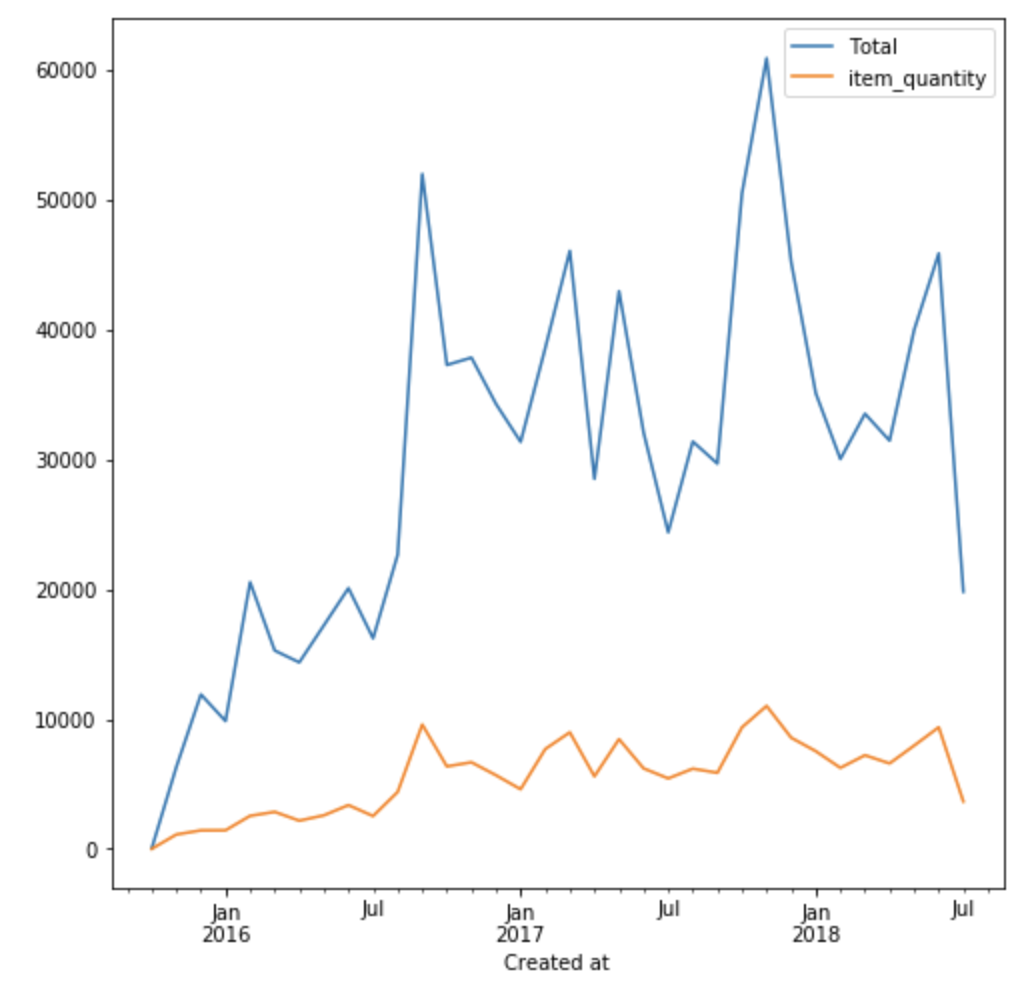 Total
item_quantity
60000
50000
40000
30000
20000
10000
0
Jan
2016
Jul
Jan
2017
Jul
Jan
2018
Jul
Created at